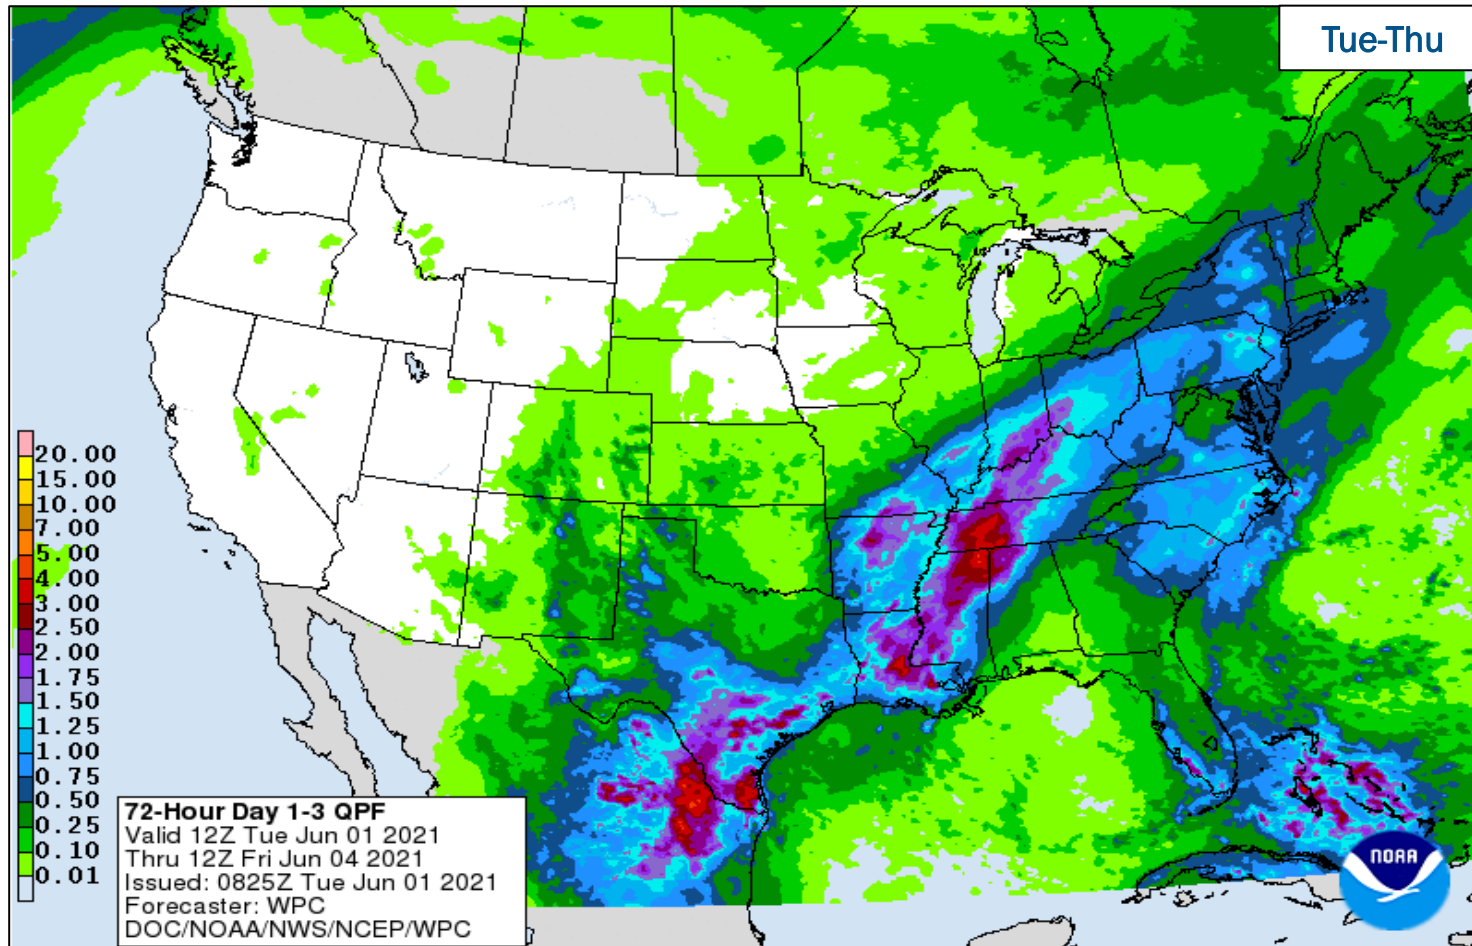 Tue-Thu
20.00
15.00
10.00
7.00
5.00
4.00
3.00
2.50
2.00
1.75
1.50
1.25
1.00
0.75
0.50
0.25
0.10
0.01
72-Hour Day 1-3 QPF
Valid 12Z Tue Jun 01 2021
Thru 12Z Fri Jun 04 2021
Issued: 0825Z Tue Jun 01 2021
Forecaster: WPC
DOC/NOAA/NWS/NCEP/WPC
NOAA